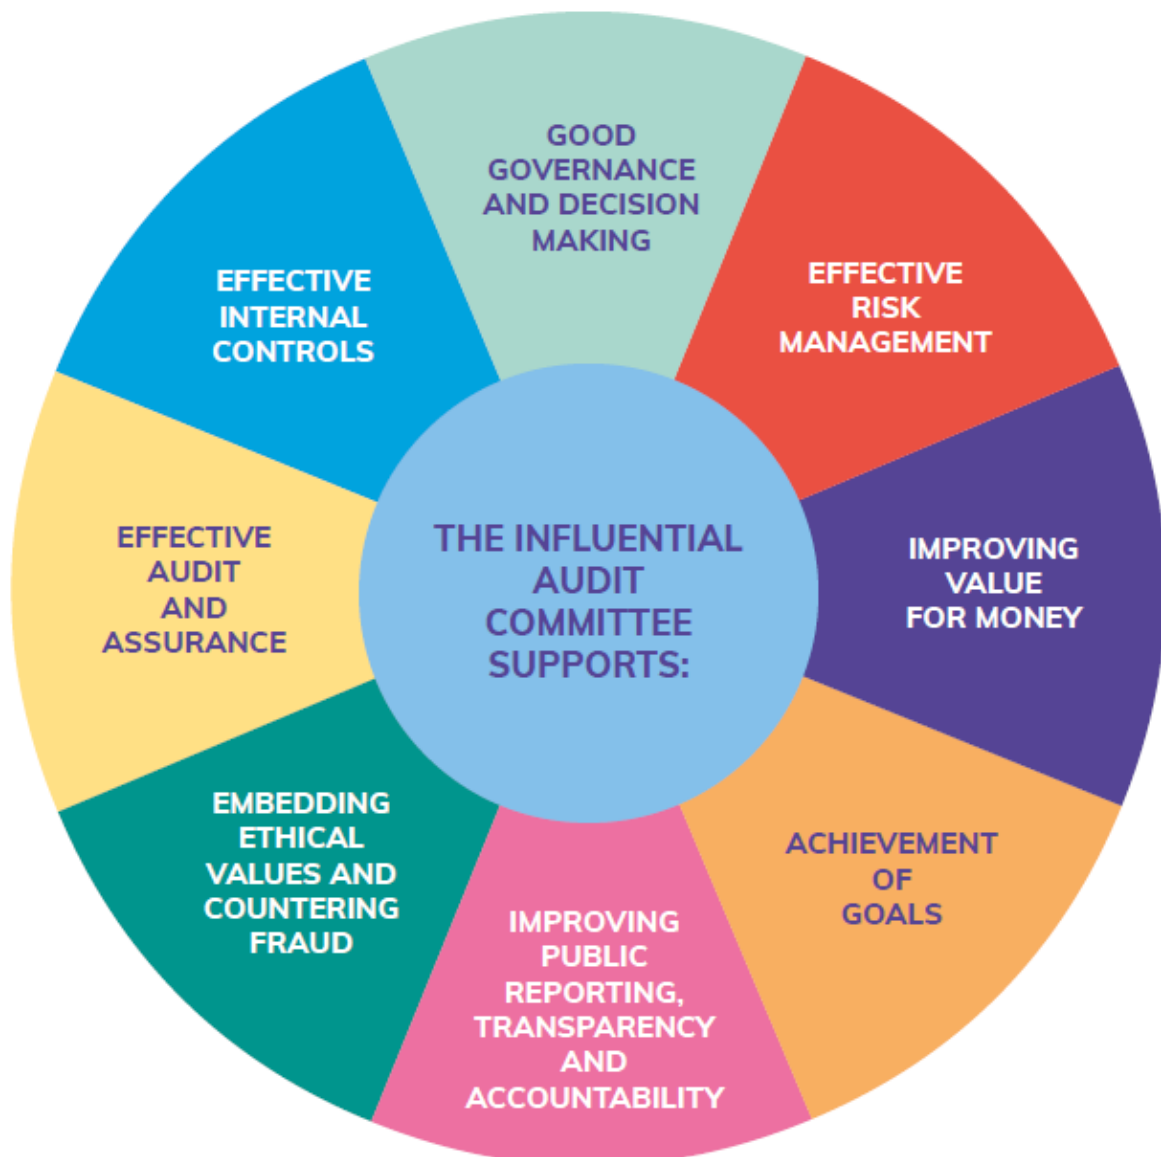 THE INFLUENTIAL
AUDIT
COMMITTEE
SUPPORTS:
GOOD
GOVERNANCE
AND DECISION
MAKING
EFFECTIVE
RISK
MANAGEMENT
IMPROVING
VALUE
FOR MONEY
ACHIEVEMENT
OF
GOALS
IMPROVING
PUBLIC
REPORTING,
TRANSPARENCY
AND
ACCOUNTABILITY
EMBEDDING
ETHICAL
VALUES AND
COUNTERING
FRAUD
EFFECTIVE
AUDIT
AND
ASSURANCE
EFFECTIVE
INTERNAL
CONTROLS